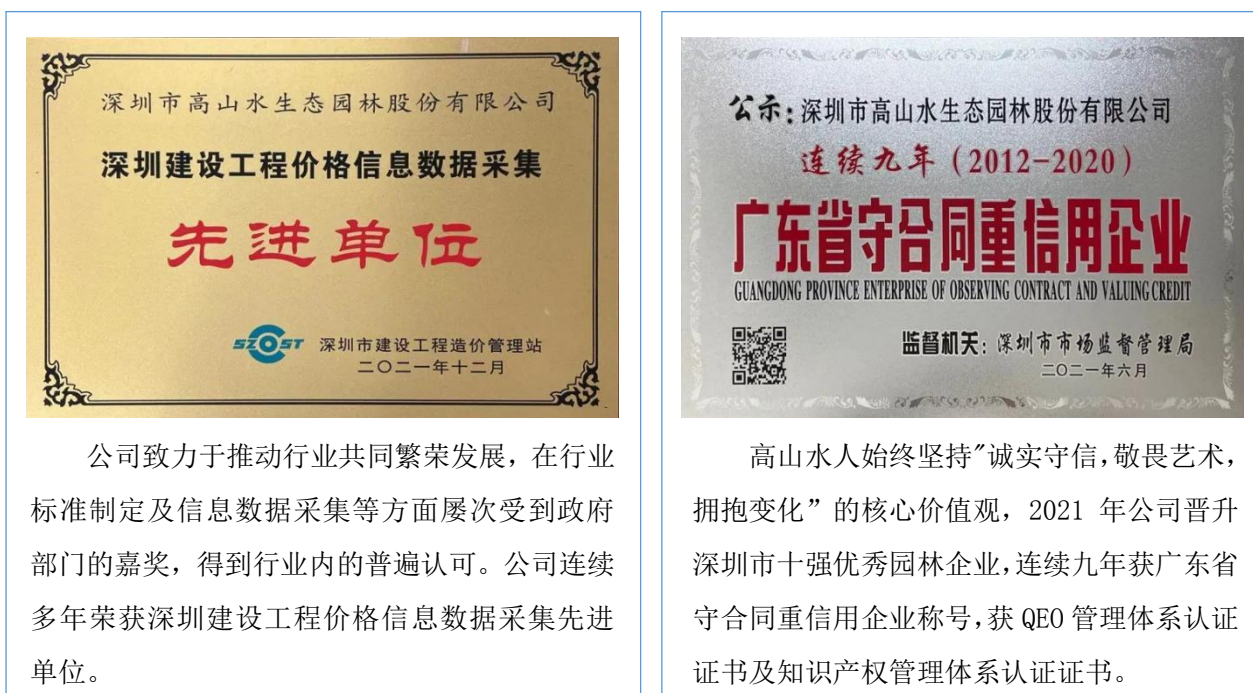 深圳市高山水生态园林股份有限公司
深圳建设工程价格信息数据采集
先进单位
SZCOST 深圳市建设工程造价管理站
二〇二一年十二月
公司致力于推动行业共同繁荣发展，在行业
标准制定及信息数据采集等方面屡次受到政府
部门的嘉奖，得到行业内的普遍认可。公司连续
多年荣获深圳建设工程价格信息数据采集先进
单位。
公示：深圳市高山水生态园林股份有限公司
连续九年（2012-2020）
广东省守合同重信用企业
GUANGDONG PROVINCE ENTERPRISE OF OBSERVING CONTRACT AND VALUING CREDIT
监督机关：深圳市市场监督管理局
二〇二一年六月
高山水人始终坚持"诚实守信，敬畏艺术，
拥抱变化”的核心价值观，2021 年公司晋升
深圳市十强优秀园林企业，连续九年获广东省
守合同重信用企业称号，获 QEO 管理体系认证
证书及知识产权管理体系认证证书。